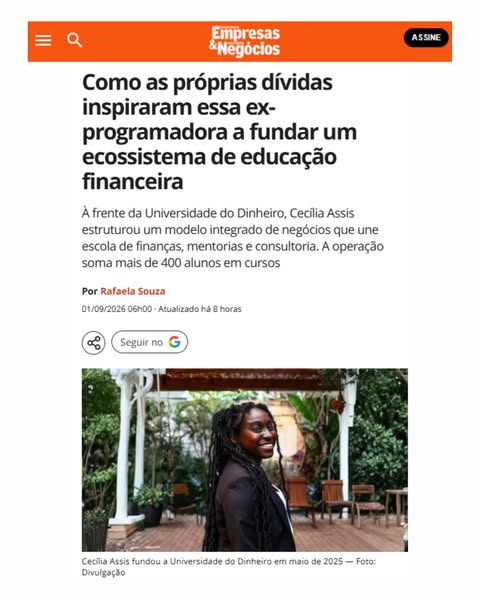 Empresas
&Negócios
ASSINE
Como as próprias dívidas
inspiraram essa ex-
programadora a fundar um
ecossistema de educação
financeira
À frente da Universidade do Dinheiro, Cecília Assis
estruturou um modelo integrado de negócios que une
escola de finanças, mentorias e consultoria. A operação
soma mais de 400 alunos em cursos
Por Rafaela Souza
01/09/2026 06h00 · Atualizado há 8 horas
Seguir no
Cecília Assis fundou a Universidade do Dinheiro em maio de 2025 — Foto:
Divulgação